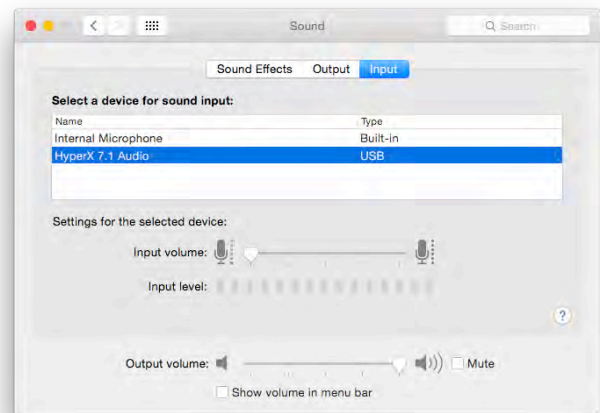 Sound
Search
Sound Effects Output Input
Select a device for sound input:
Name Type
Internal Microphone Built-in
HyperX 7.1 Audio USB
Settings for the selected device:
Input volume:
Input level:
?
Output volume: Mute
Show volume in menu bar